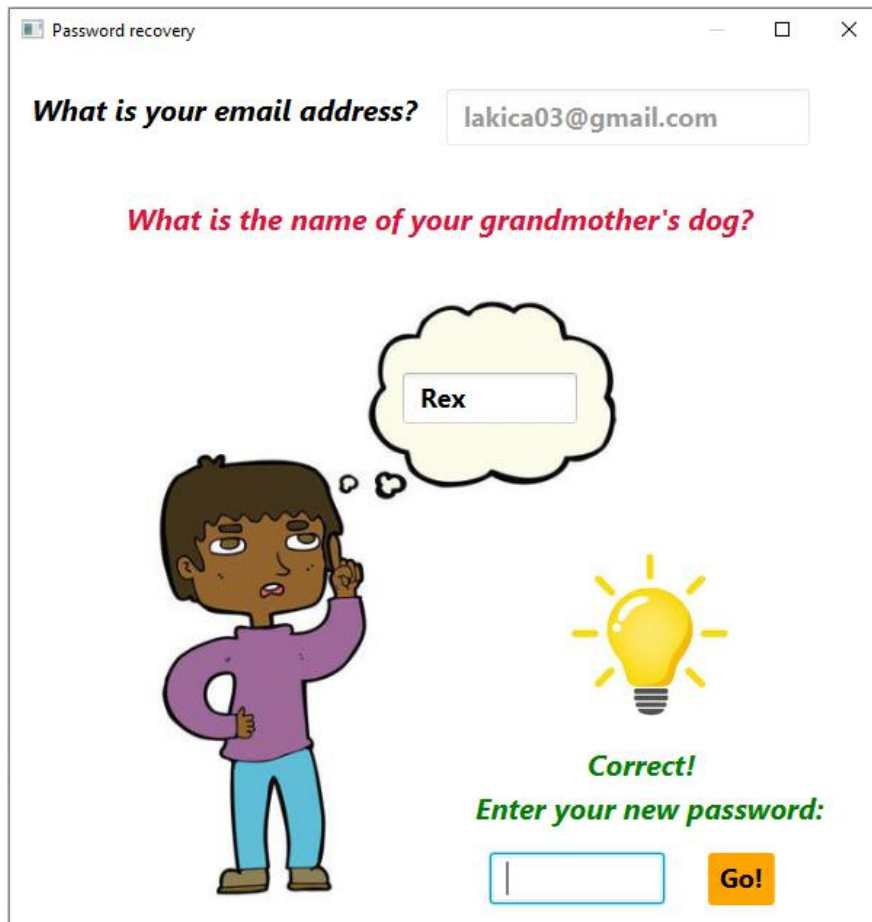 Password recovery
What is your email address?
lakica03@gmail.com
What is the name of your grandmother's dog?
Rex
Correct!
Enter your new password:
Go!